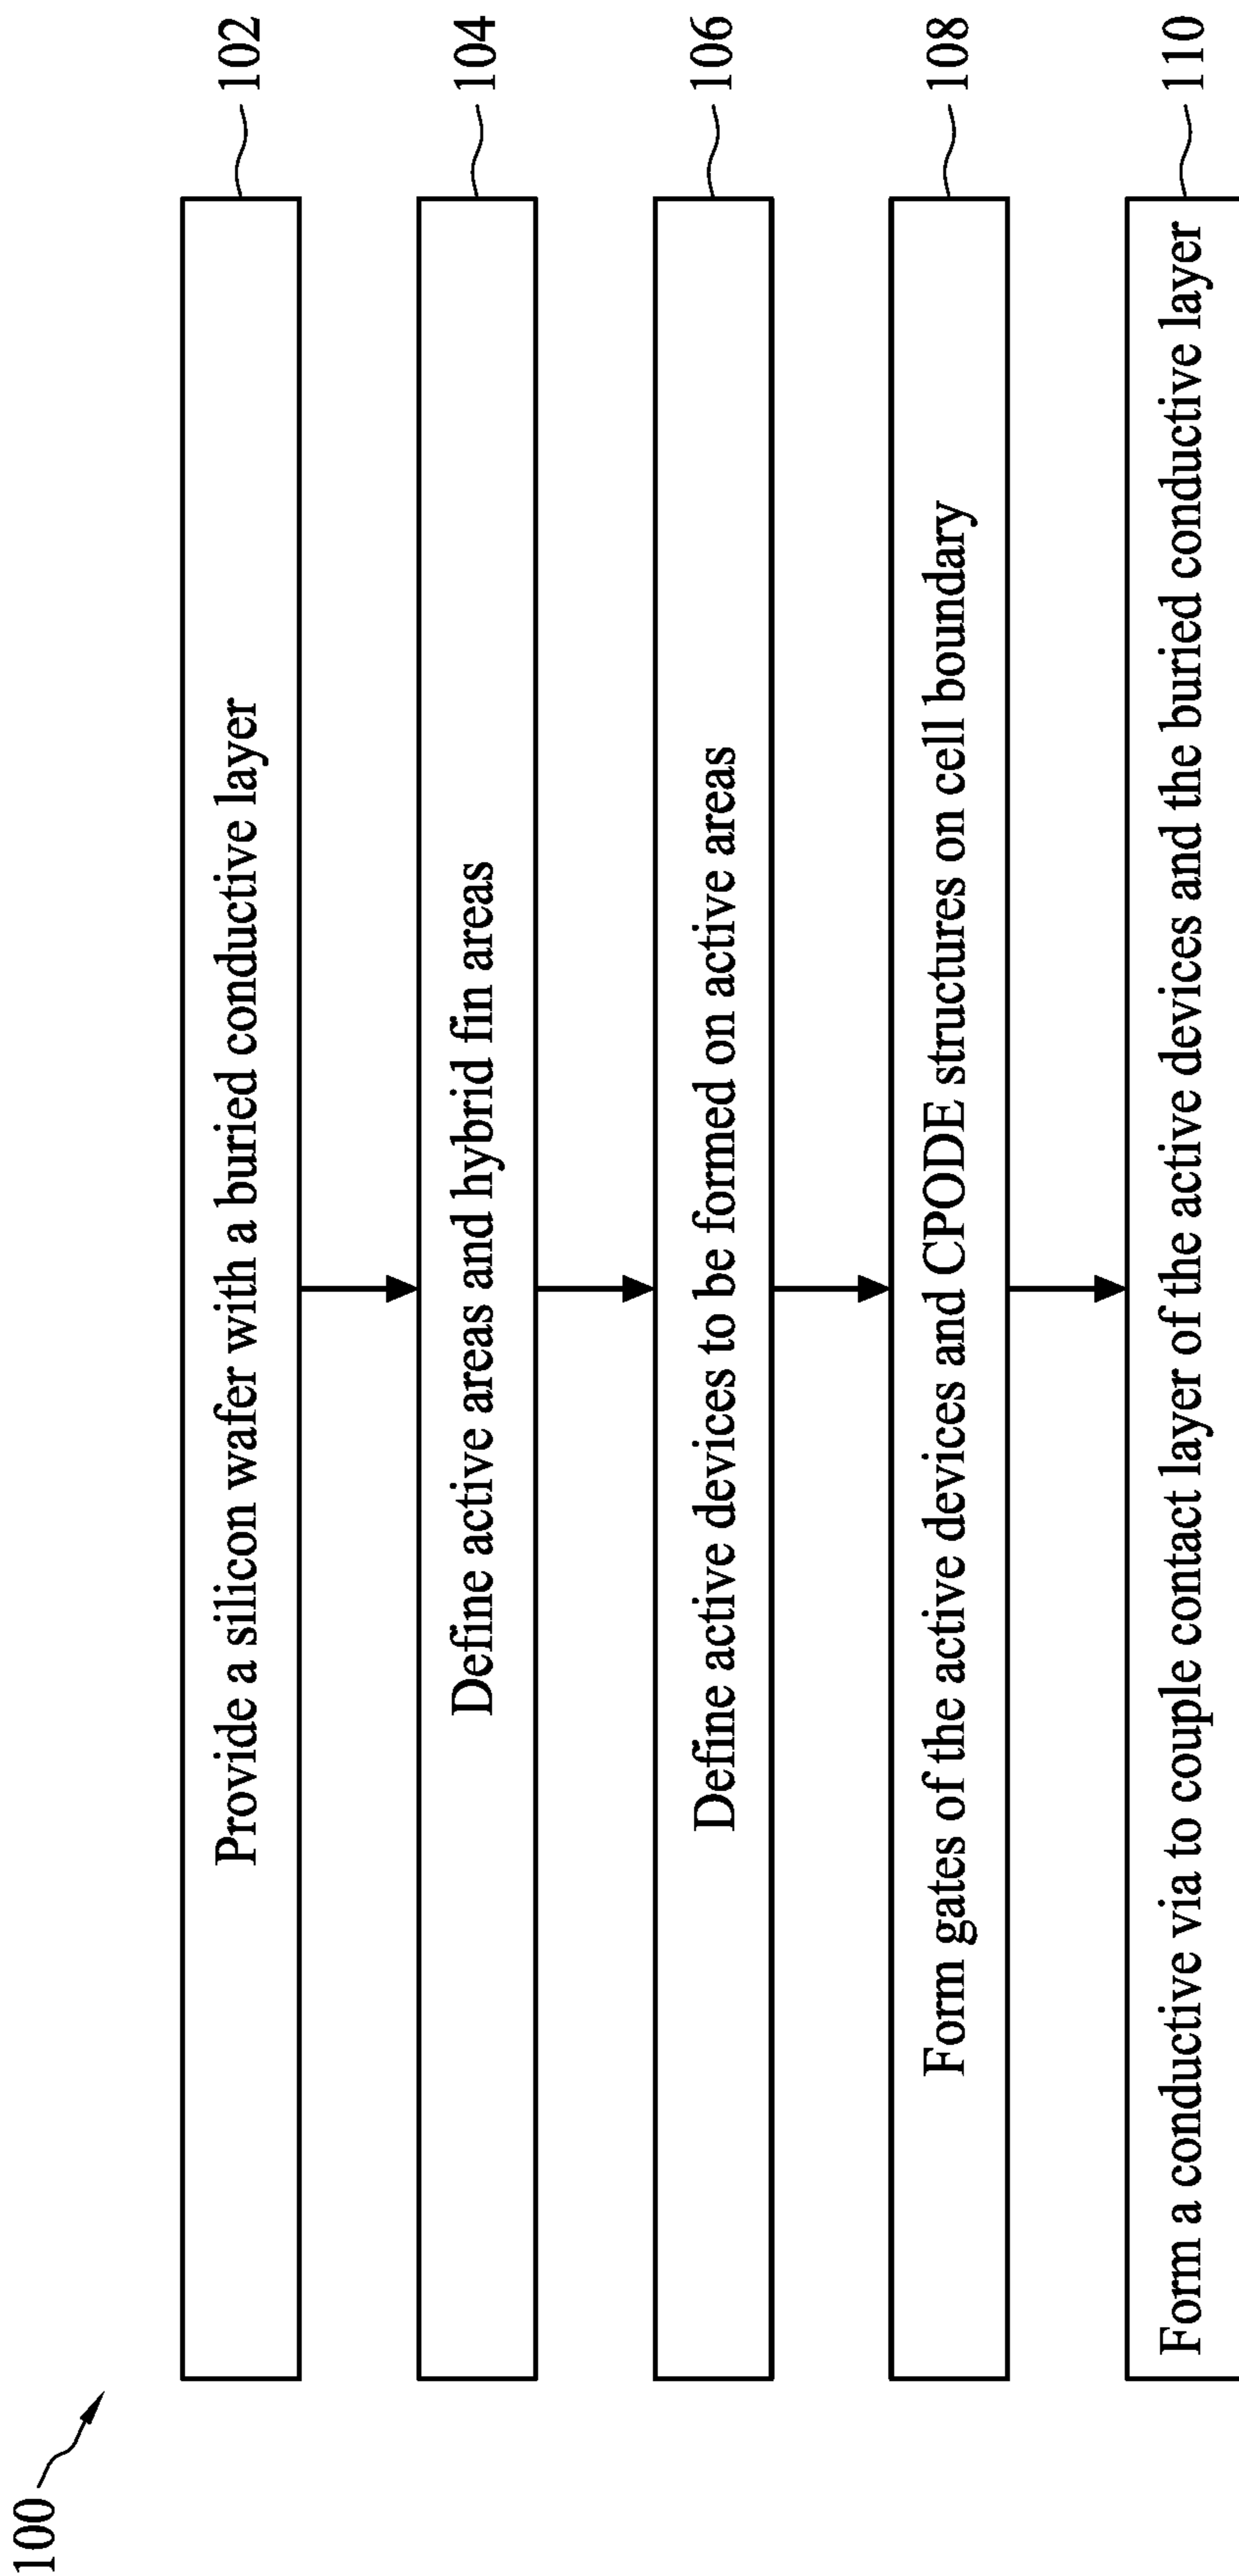 100
Provide a silicon wafer with a buried conductive layer
102
Define active areas and hybrid fin areas
104
Define active devices to be formed on active areas
106
Form gates of the active devices and CPODE structures on cell boundary
108
Form a conductive via to couple contact layer of the active devices and the buried conductive layer
110